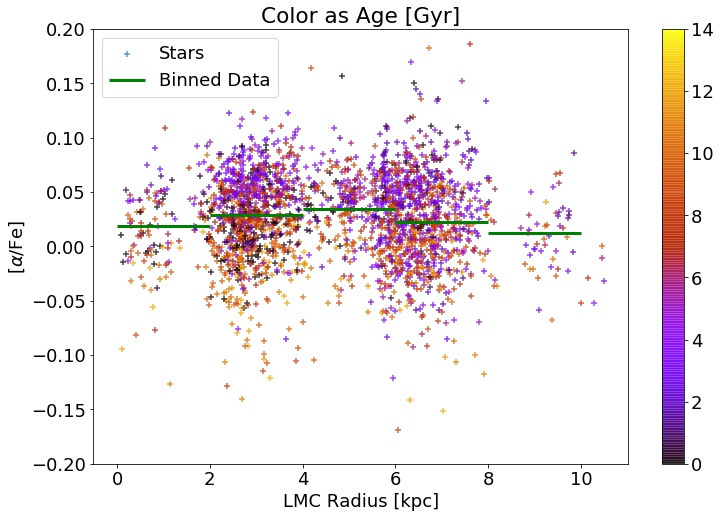 Color as Age [Gyr]
Stars
Binned Data
0.20
0.15
0.10
0.05
0.00
−0.05
−0.10
−0.15
−0.20
[α/Fe]
0 2 4 6 8 10
LMC Radius [kpc]
14
12
10
8
6
4
2
0